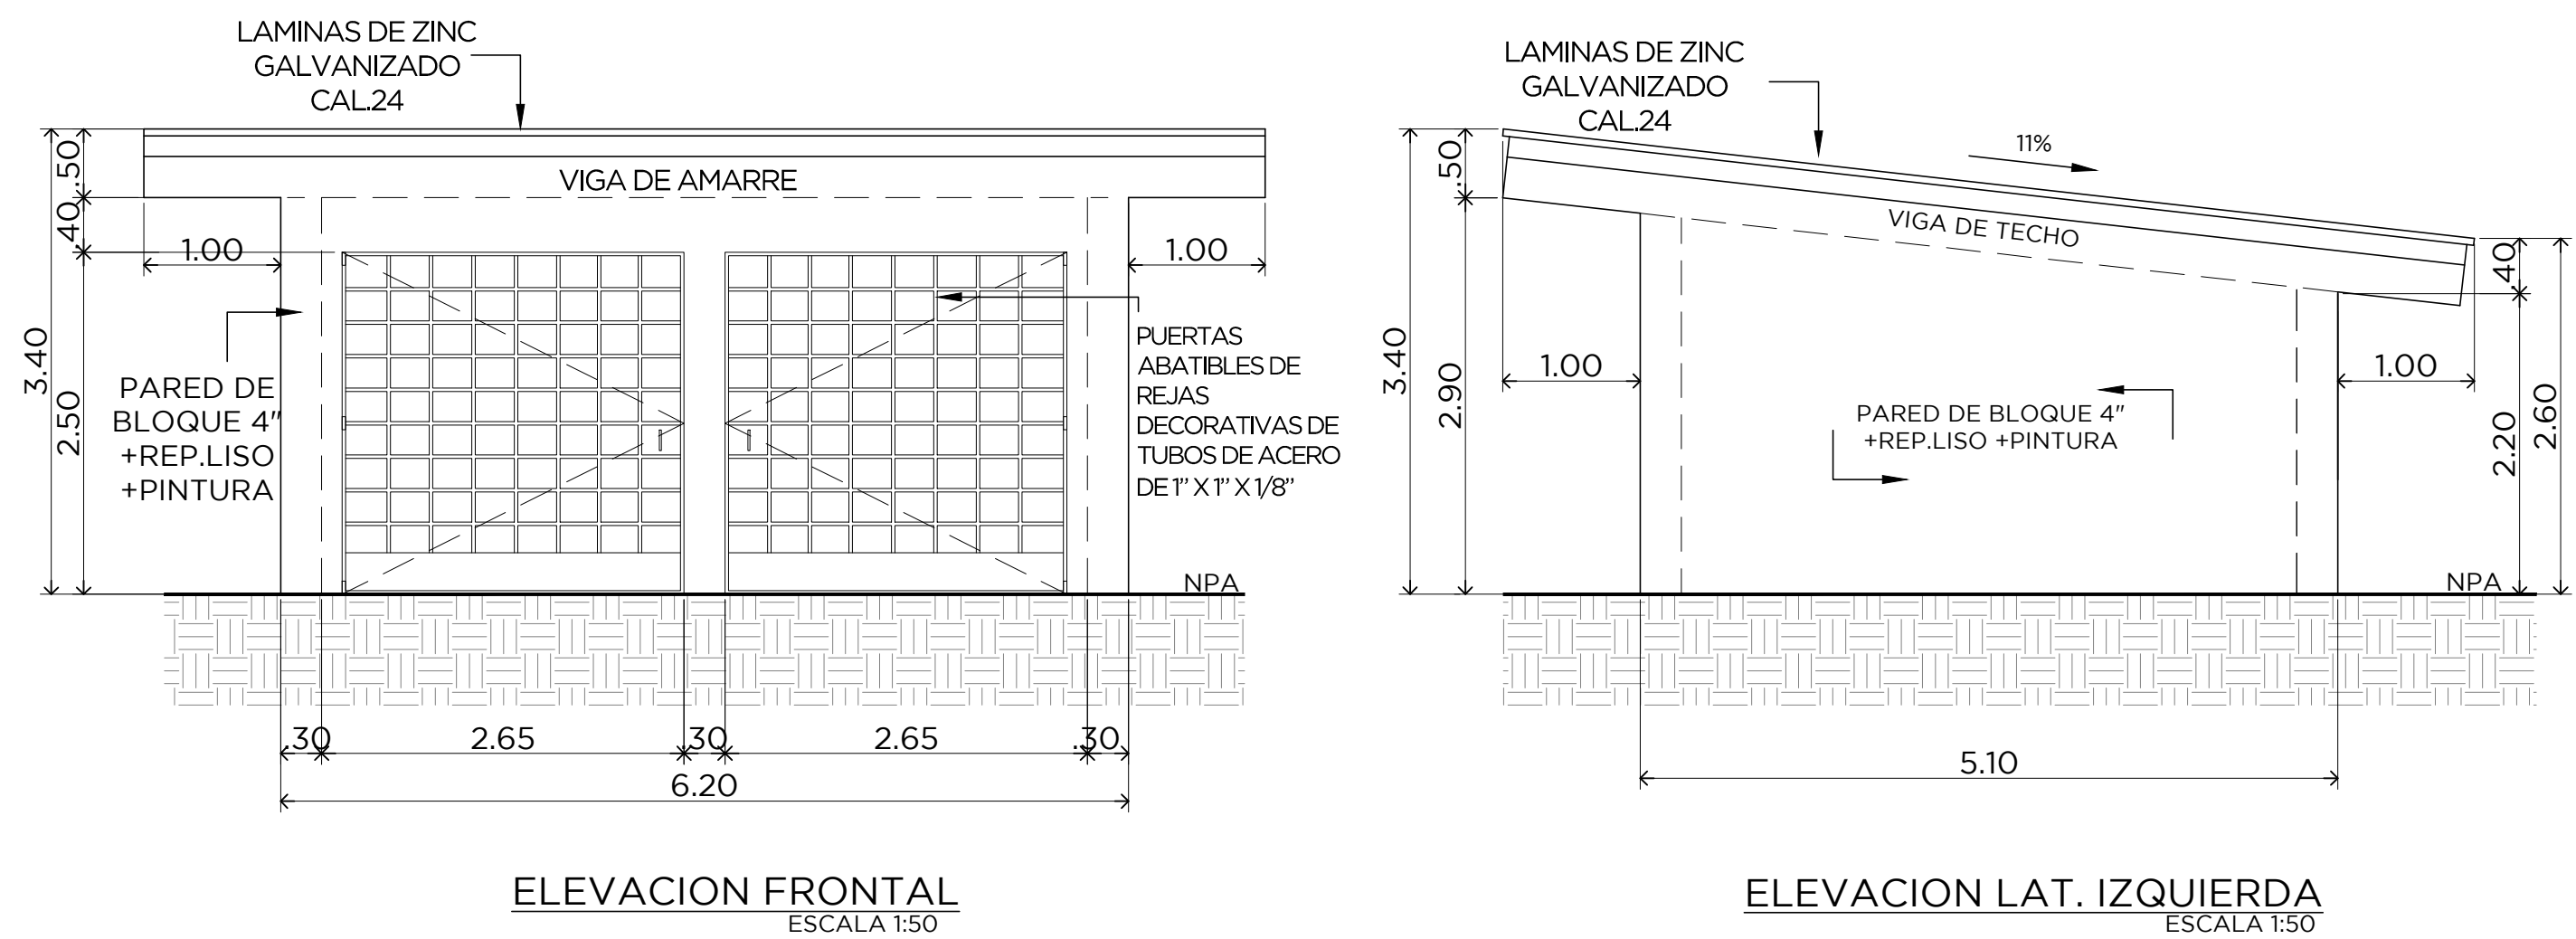 LAMINAS DE ZINC
GALVANIZADO
CAL.24
.50
VIGA DE AMARRE
.40
1.00
1.00
3.40
2.50
PARED DE
BLOQUE 4"
+REP.LISO
+PINTURA
PUERTAS
ABATIBLES DE
REJAS
DECORATIVAS DE
TUBOS DE ACERO
DE 1" X 1" X 1/8"
NPA
.30
2.65
.30
2.65
.30
6.20
ELEVACION FRONTAL
ESCALA 1:50
LAMINAS DE ZINC
GALVANIZADO
CAL.24
11%
.50
VIGA DE TECHO
.40
1.00
1.00
3.40
2.90
PARED DE BLOQUE 4"
+REP.LISO +PINTURA
2.20
2.60
NPA
5.10
ELEVACION LAT. IZQUIERDA
ESCALA 1:50